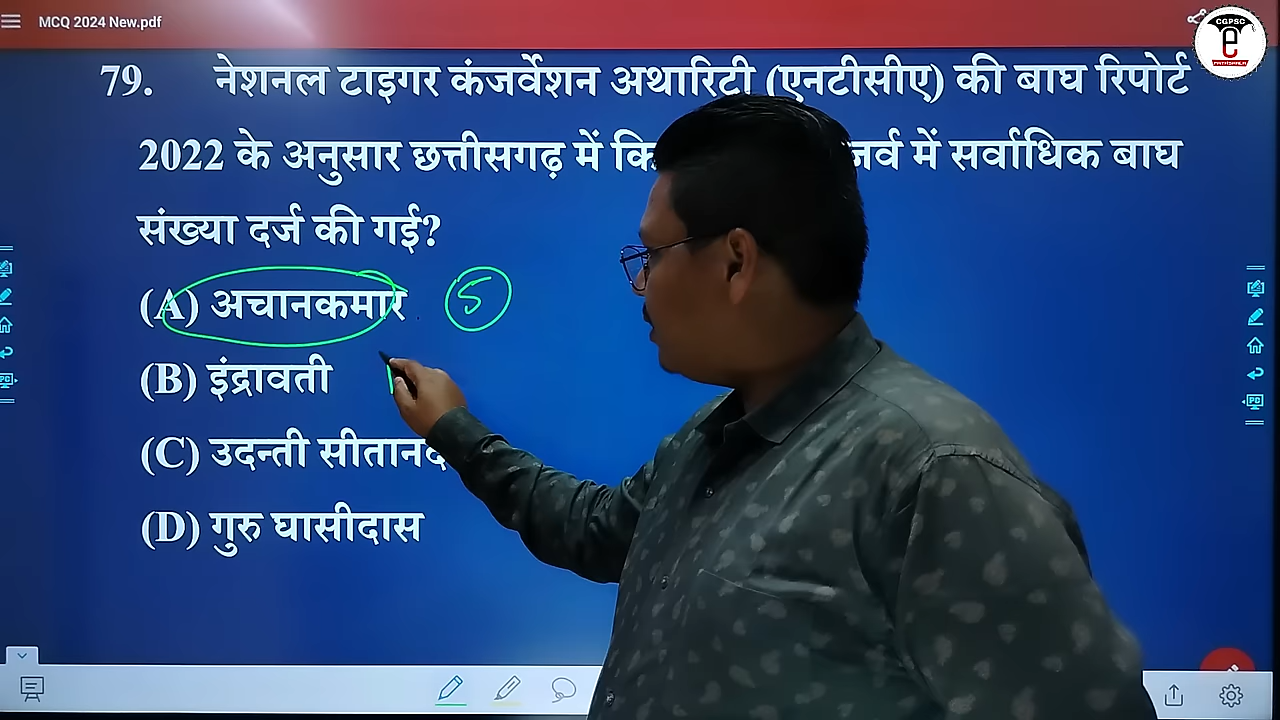 MCQ 2024 New.pdf
CGPSC
e
79. नेशनल टाइगर कंजर्वेशन अथारिटी (एनटीसीए) की बाघ रिपोर्ट
2022 के अनुसार छत्तीसगढ़ में में सर्वाधिक बाघ
संख्या दर्ज की गई?
(A) अचानकमार 5
(B) इंद्रावती
(C) उदन्ती
(D) गुरु घासीदास